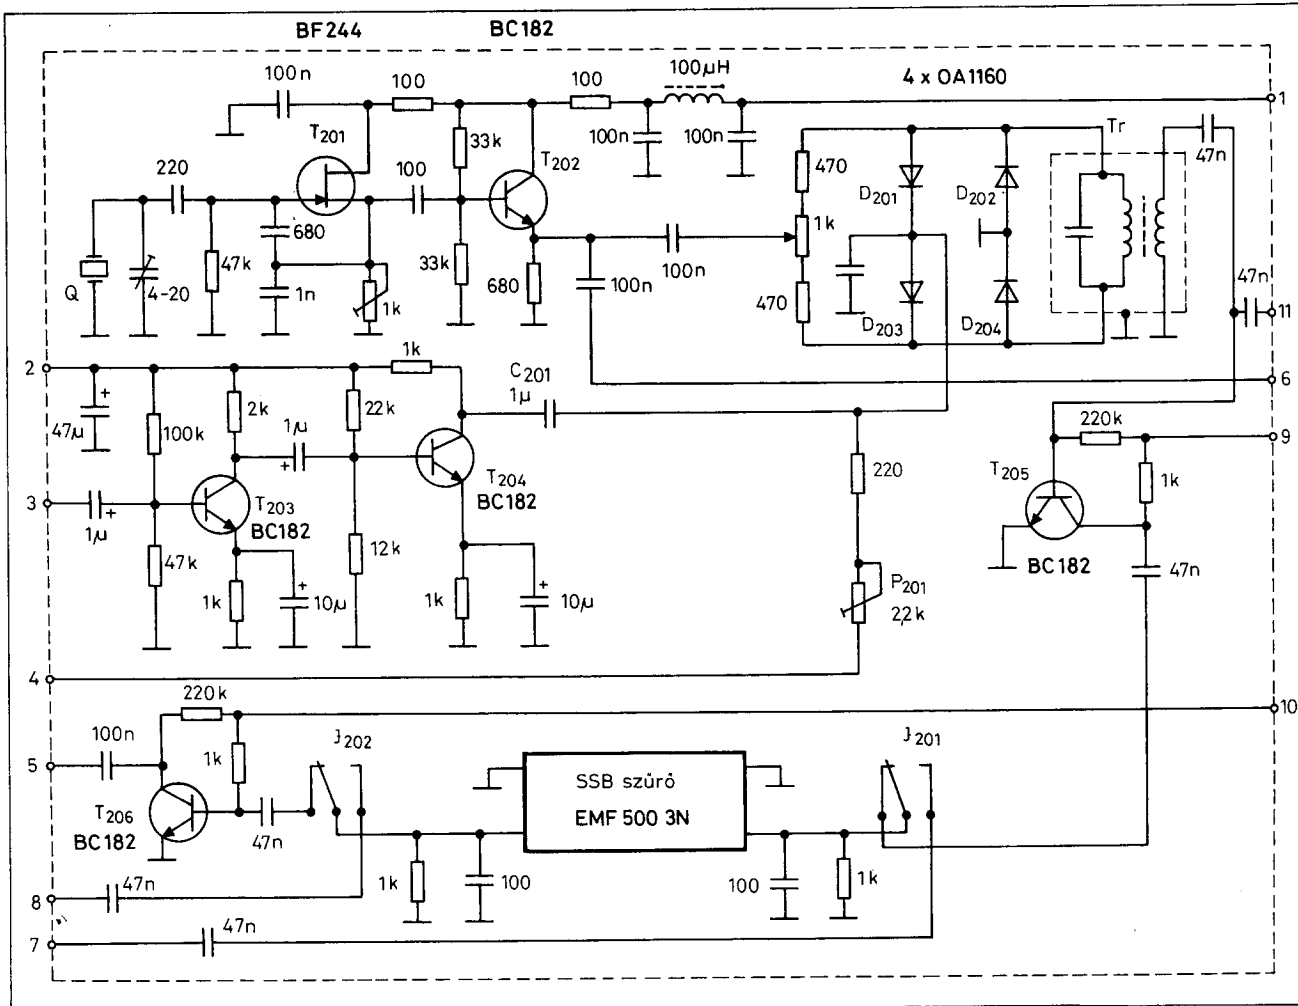 BF244
BC182
100n
100
100
100µH
4 x OA1160
1
T201
33k
T202
100n
100n
Tr
47n
220
100
470
D201
D202
680
1k
47k
33k
Q
4-20
1n
1k
680
100n
100n
470
D203
D204
47n
11
2
1k
C201
1µ
6
47µ
100k
2k
1µ
22k
220k
9
T204
BC182
220
T205
1k
3
1µ
T203
BC182
47k
12k
BC182
47n
1k
10µ
1k
10µ
P201
2,2k
4
220k
10
100n
J202
J201
5
1k
SSB szűrő
EMF 500 3N
T206
BC182
47n
1k
100
100
1k
8
47n
7
47n